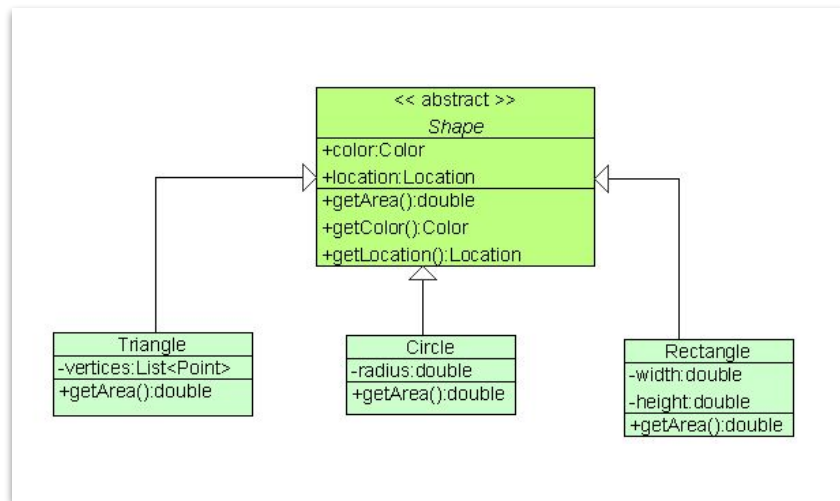 << abstract >>
Shape
+color:Color
+location:Location
+getArea():double
+getColor():Color
+getLocation():Location
Triangle
-vertices:List<Point>
+getArea():double
Circle
-radius:double
+getArea():double
Rectangle
-width:double
-height:double
+getArea():double